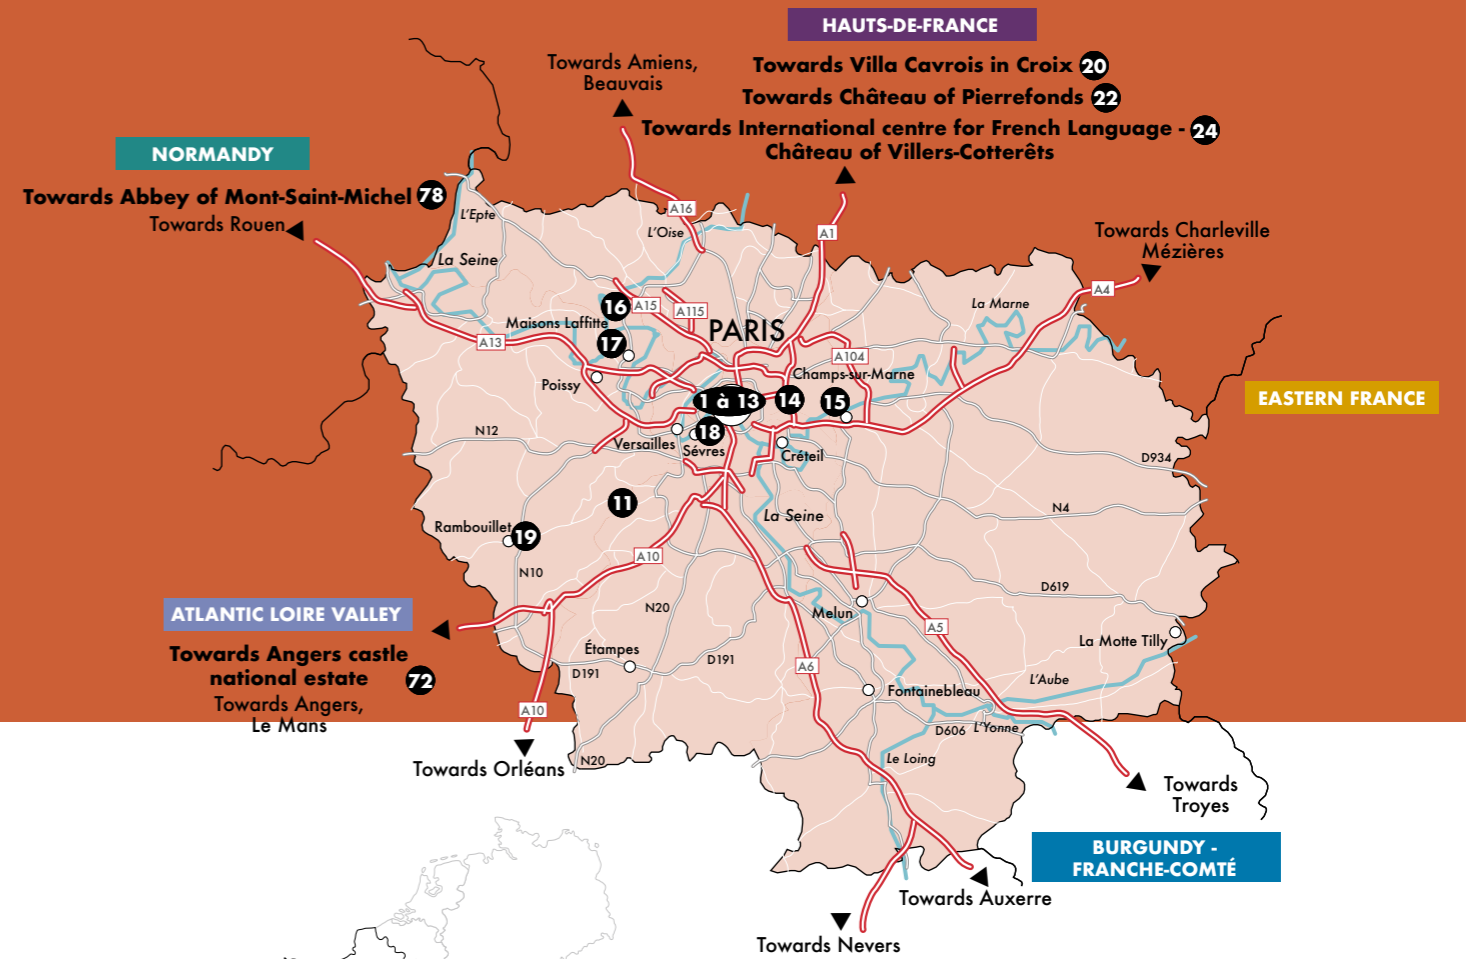 HAUTS-DE-FRANCE
Towards Amiens,
Beauvais
Towards Villa Cavrois in Croix 20
Towards Château of Pierrefonds 22
Towards International centre for French Language - 24
Château of Villers-Cotterêts
NORMANDY
Towards Abbey of Mont-Saint-Michel 78
Towards Rouen
L'Epte
A16
L'Oise
A1
Towards Charleville
Mézières
La Seine
A4
16
A15
A115
La Marne
Maisons Laffitte
PARIS
A13
17
A104
Poissy
Champs-sur-Marne
1 à 13
14
15
EASTERN FRANCE
N12
18
Versailles
Sévres
Créteil
D934
11
La Seine
N4
Rambouillet
19
A10
N10
D619
ATLANTIC LOIRE VALLEY
N20
Melun
A5
Towards Angers castle
national estate 72
Towards Angers,
Le Mans
Étampes
D191
D191
A6
La Motte Tilly
L'Aube
Fontainebleau
A10
D606
L'Yonne
N20
Le Loing
Towards Orléans
Towards
Troyes
BURGUNDY -
FRANCHE-COMTÉ
Towards Auxerre
Towards Nevers